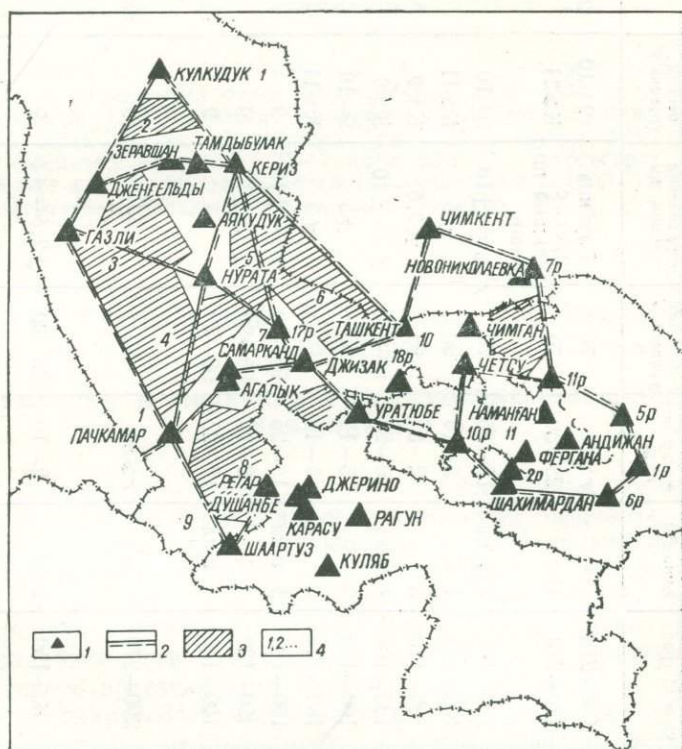 КУЛКУДУК 1
2
ЗЕРАВШАН ТАМДЫБУЛАК
КЕРИЗ
ДЖЕНГЕЛЬДЫ
АЯКУДУК
ЧИМКЕНТ
ГАЗЛИ
3
5
НОВОНИКОЛАЕВКА 7р
НУРАТА
6
4
7 17р
ТАШКЕНТ 10
ЧИМГАН
САМАРКАНД
ДЖИЗАК
18р
ЧЕТСУ
11р
АГАЛЫК
УРАТЮБЕ
НАМАНГАН
5р
1
ПАЧКАМАР
10р
11
АНДИЖАН
ФЕРГАНА
1р
8
РЕГАР
ДЖЕРИНО
2р
ДУШАНБЕ
ШАХИМАРДАН
6р
9
КАРАСУ
РАГУН
ШААРТУЗ
КУЛЯБ
1 2 3 1,2... 4